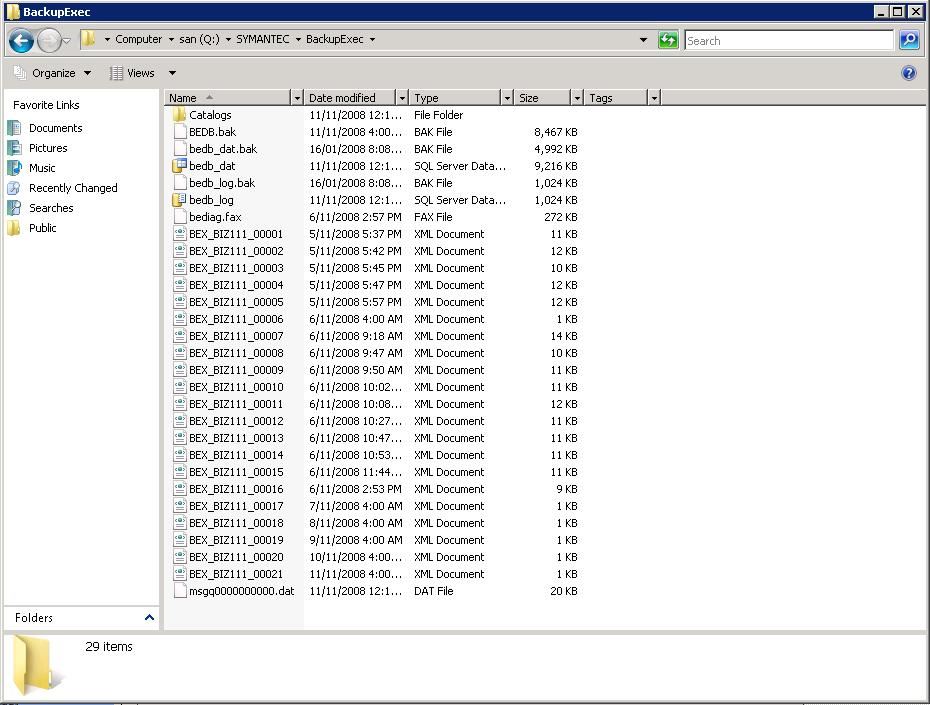 BackupExec
Computer san (Q:) SYMANTEC BackupExec Search
Organize Views
Favorite Links
Documents
Pictures
Music
Recently Changed
Searches
Public
Name Date modified Type Size Tags
Catalogs 11/11/2008 12:1... File Folder
BEDB.bak 11/11/2008 4:00... BAK File 8,467 KB
bedb_dat.bak 16/01/2008 8:08... BAK File 4,992 KB
bedb_dat 11/11/2008 12:1... SQL Server Data... 9,216 KB
bedb_log.bak 16/01/2008 8:08... BAK File 1,024 KB
bedb_log 11/11/2008 12:1... SQL Server Data... 1,024 KB
bediag.fax 6/11/2008 2:57 PM FAX File 272 KB
BEX_BIZ111_00001 5/11/2008 5:37 PM XML Document 11 KB
BEX_BIZ111_00002 5/11/2008 5:42 PM XML Document 12 KB
BEX_BIZ111_00003 5/11/2008 5:45 PM XML Document 10 KB
BEX_BIZ111_00004 5/11/2008 5:47 PM XML Document 12 KB
BEX_BIZ111_00005 5/11/2008 5:57 PM XML Document 12 KB
BEX_BIZ111_00006 6/11/2008 4:00 AM XML Document 1 KB
BEX_BIZ111_00007 6/11/2008 9:18 AM XML Document 14 KB
BEX_BIZ111_00008 6/11/2008 9:47 AM XML Document 10 KB
BEX_BIZ111_00009 6/11/2008 9:50 AM XML Document 11 KB
BEX_BIZ111_00010 6/11/2008 10:02... XML Document 11 KB
BEX_BIZ111_00011 6/11/2008 10:08... XML Document 12 KB
BEX_BIZ111_00012 6/11/2008 10:27... XML Document 11 KB
BEX_BIZ111_00013 6/11/2008 10:47... XML Document 11 KB
BEX_BIZ111_00014 6/11/2008 10:53... XML Document 11 KB
BEX_BIZ111_00015 6/11/2008 11:44... XML Document 11 KB
BEX_BIZ111_00016 6/11/2008 2:53 PM XML Document 9 KB
BEX_BIZ111_00017 7/11/2008 4:00 AM XML Document 1 KB
BEX_BIZ111_00018 8/11/2008 4:00 AM XML Document 1 KB
BEX_BIZ111_00019 9/11/2008 4:00 AM XML Document 1 KB
BEX_BIZ111_00020 10/11/2008 4:00... XML Document 1 KB
BEX_BIZ111_00021 11/11/2008 4:00... XML Document 1 KB
msgq0000000000.dat 11/11/2008 12:1... DAT File 20 KB
Folders
29 items